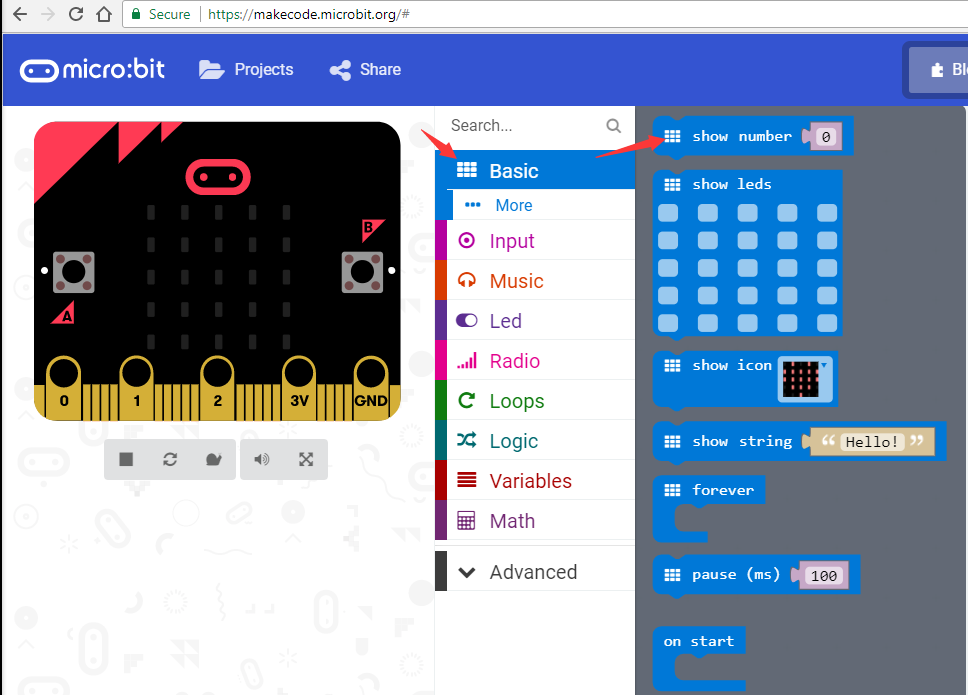 Secure https://makecode.microbit.org/#
micro:bit Projects Share
Search...
Basic
More
Input
Music
Led
Radio
Loops
Logic
Variables
Math
Advanced
B
A
0 1 2 3V GND
show number 0
show leds
show icon
show string “ Hello! ”
forever
pause (ms) 100
on start